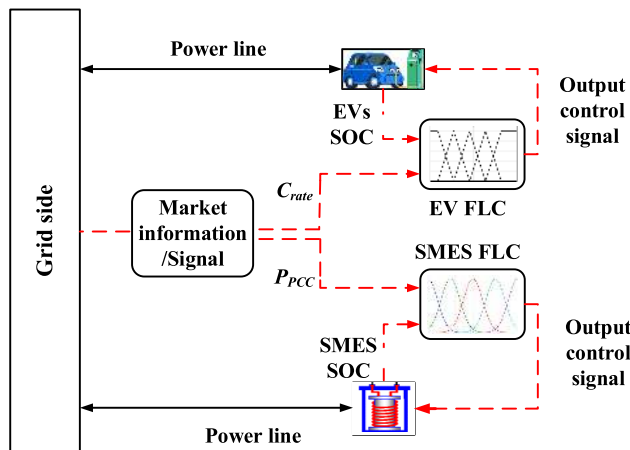 Power line
Output
control
signal
EVs
SOC
EV FLC
C_rate
Grid side
Market
information
/Signal
P_PCC
SMES FLC
SMES
SOC
Output
control
signal
Power line